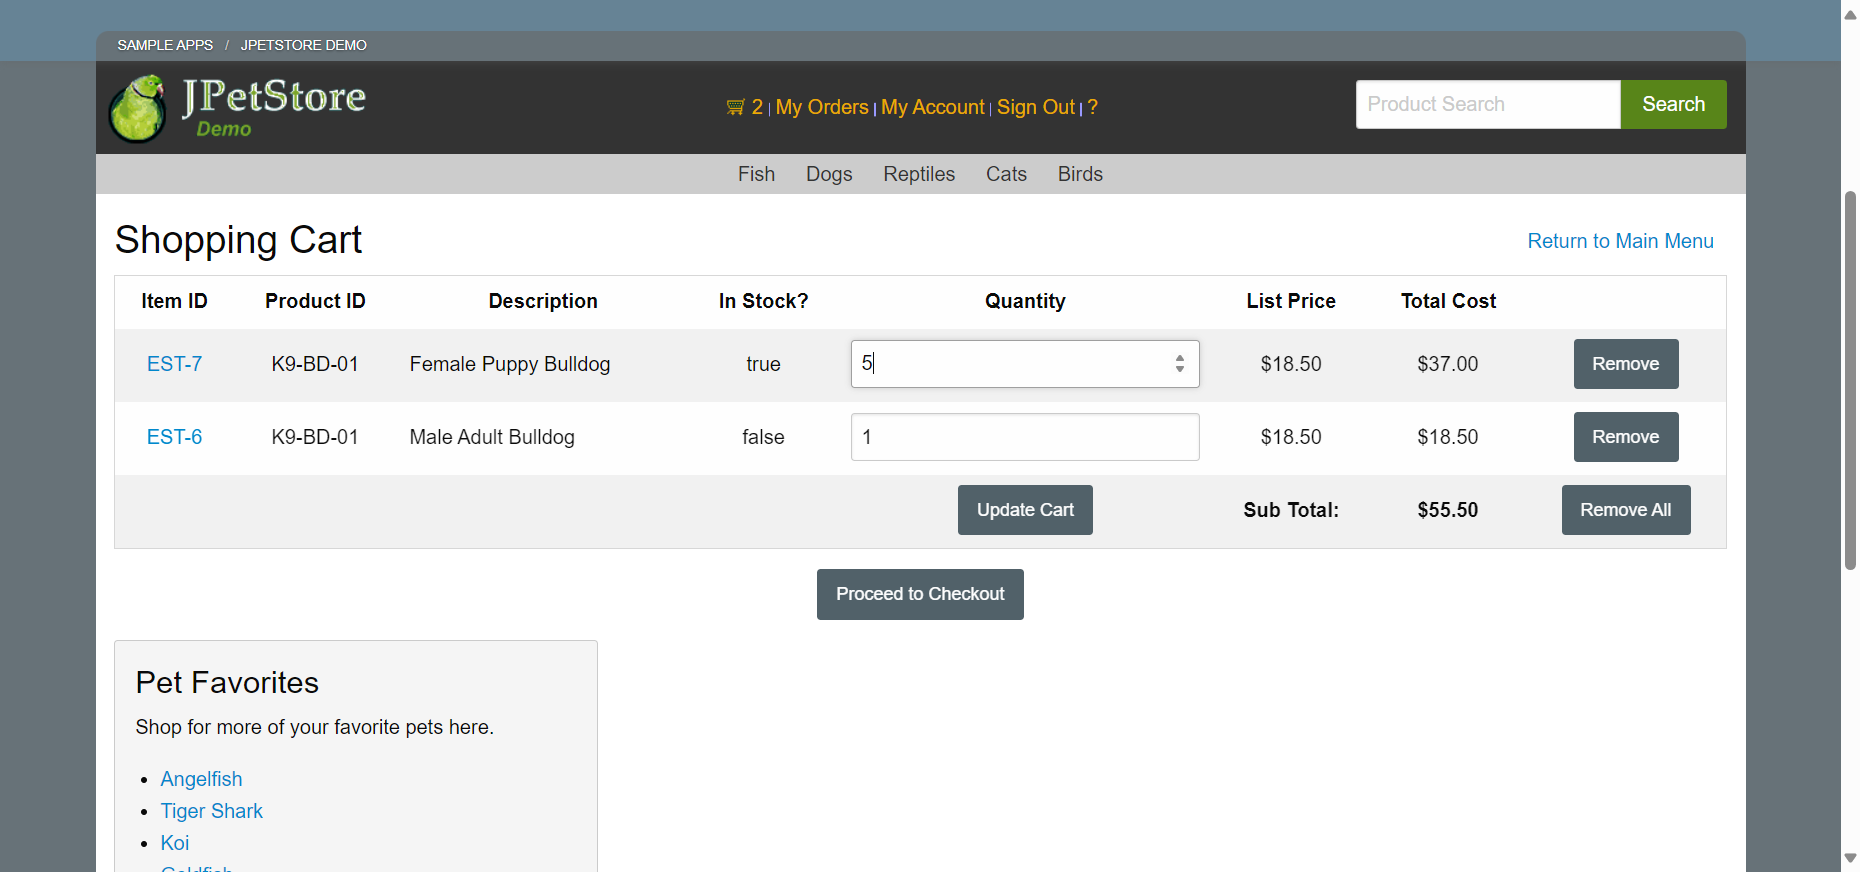 SAMPLE APPS / JPETSTORE DEMO
JPetStore
Demo
2 | My Orders | My Account | Sign Out | ?
Product Search
Search
Fish Dogs Reptiles Cats Birds
Shopping Cart
Return to Main Menu
Item ID Product ID Description In Stock? Quantity List Price Total Cost
EST-7 K9-BD-01 Female Puppy Bulldog true 5 $18.50 $37.00 Remove
EST-6 K9-BD-01 Male Adult Bulldog false 1 $18.50 $18.50 Remove
Update Cart Sub Total: $55.50 Remove All
Proceed to Checkout
Pet Favorites
Shop for more of your favorite pets here.
Angelfish
Tiger Shark
Koi